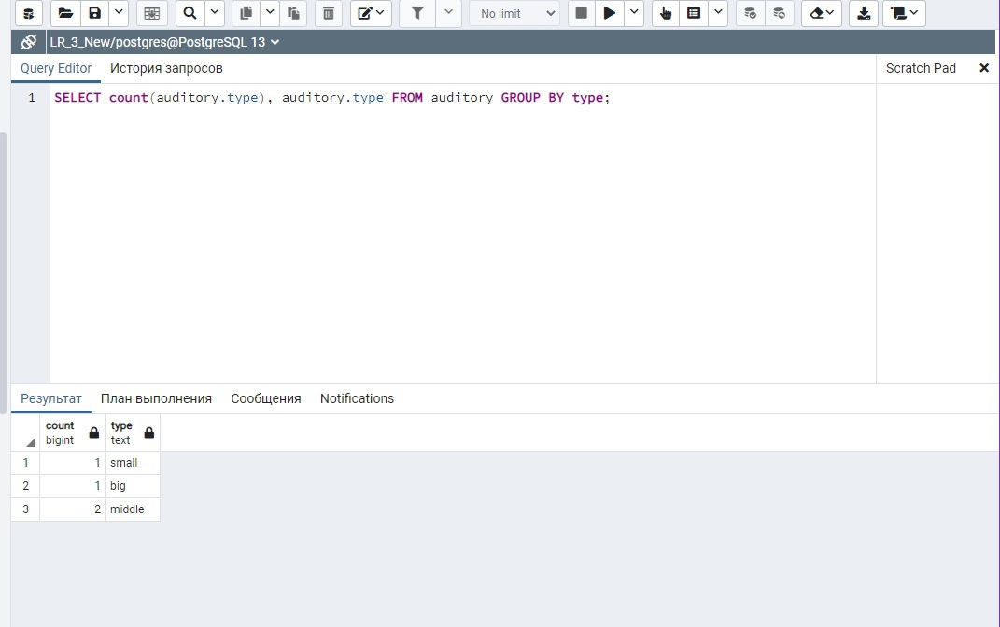 No limit
LR_3_New/postgres@PostgreSQL 13
Query Editor История запросов Scratch Pad
1 SELECT count(auditory.type), auditory.type FROM auditory GROUP BY type;
Результат План выполнения Сообщения Notifications
count type
bigint text
1 1 small
2 1 big
3 2 middle